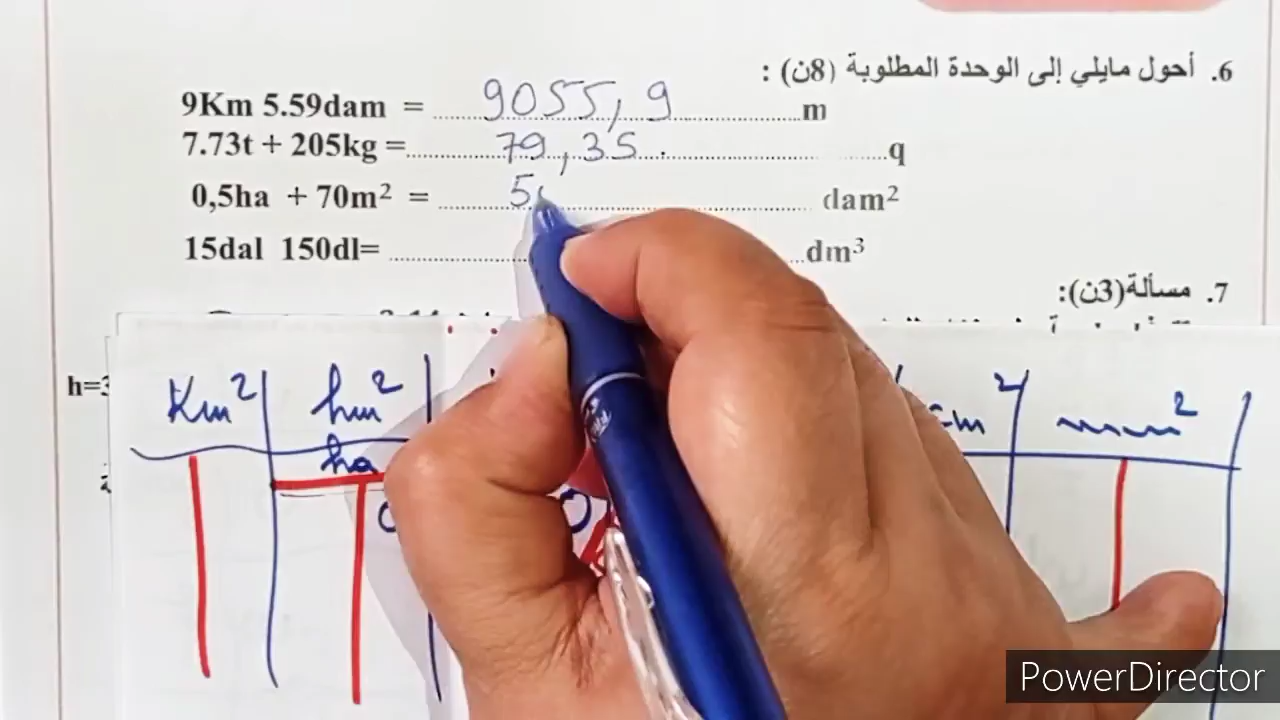 6. أحول مايلي إلى الوحدة المطلوبة (8ن) :
9Km 5.59dam = 9055,9 m
7.73t + 205kg = 79,35 q
0,5ha + 70m² = 5 dam²
15dal 150dl= dm³
7. مسألة(3ن):
h=3
Km² hm² cm² mm²
ha
PowerDirector